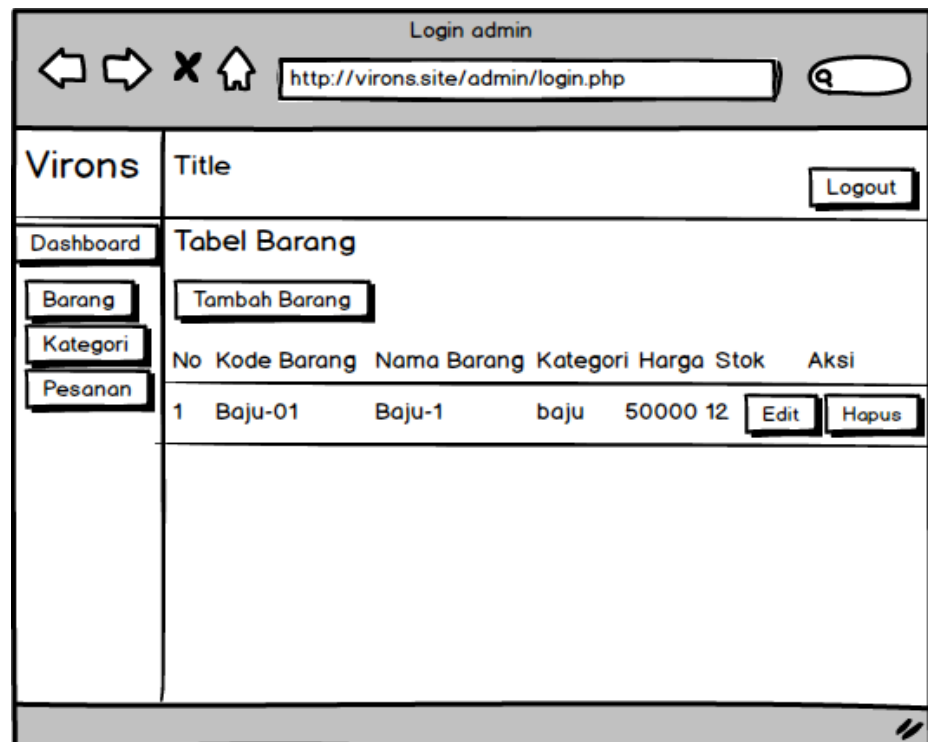 Login admin
http://virons.site/admin/login.php
Virons
Title
Logout
Dashboard
Barang
Kategori
Pesanan
Tabel Barang
Tambah Barang
No Kode Barang Nama Barang Kategori Harga Stok Aksi
1 Baju-01 Baju-1 baju 50000 12 Edit Hapus